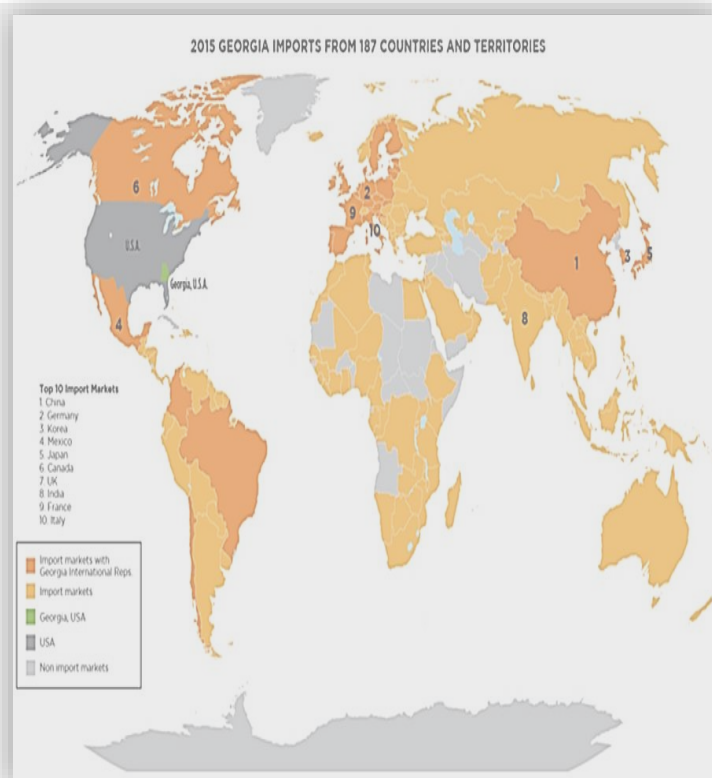 2015 GEORGIA IMPORTS FROM 187 COUNTRIES AND TERRITORIES
6
2
9
10
U.S.A.
1
3
5
Georgia, U.S.A.
4
8
Top 10 Import Markets
1. China
2 Germany
3 Korea
4 Mexico
5 Japan
6 Canada
7 UK
8 India
9 France
10 Italy
Import markets with
Georgia International Reps.
Import markets
Georgia, USA
USA
Non import markets